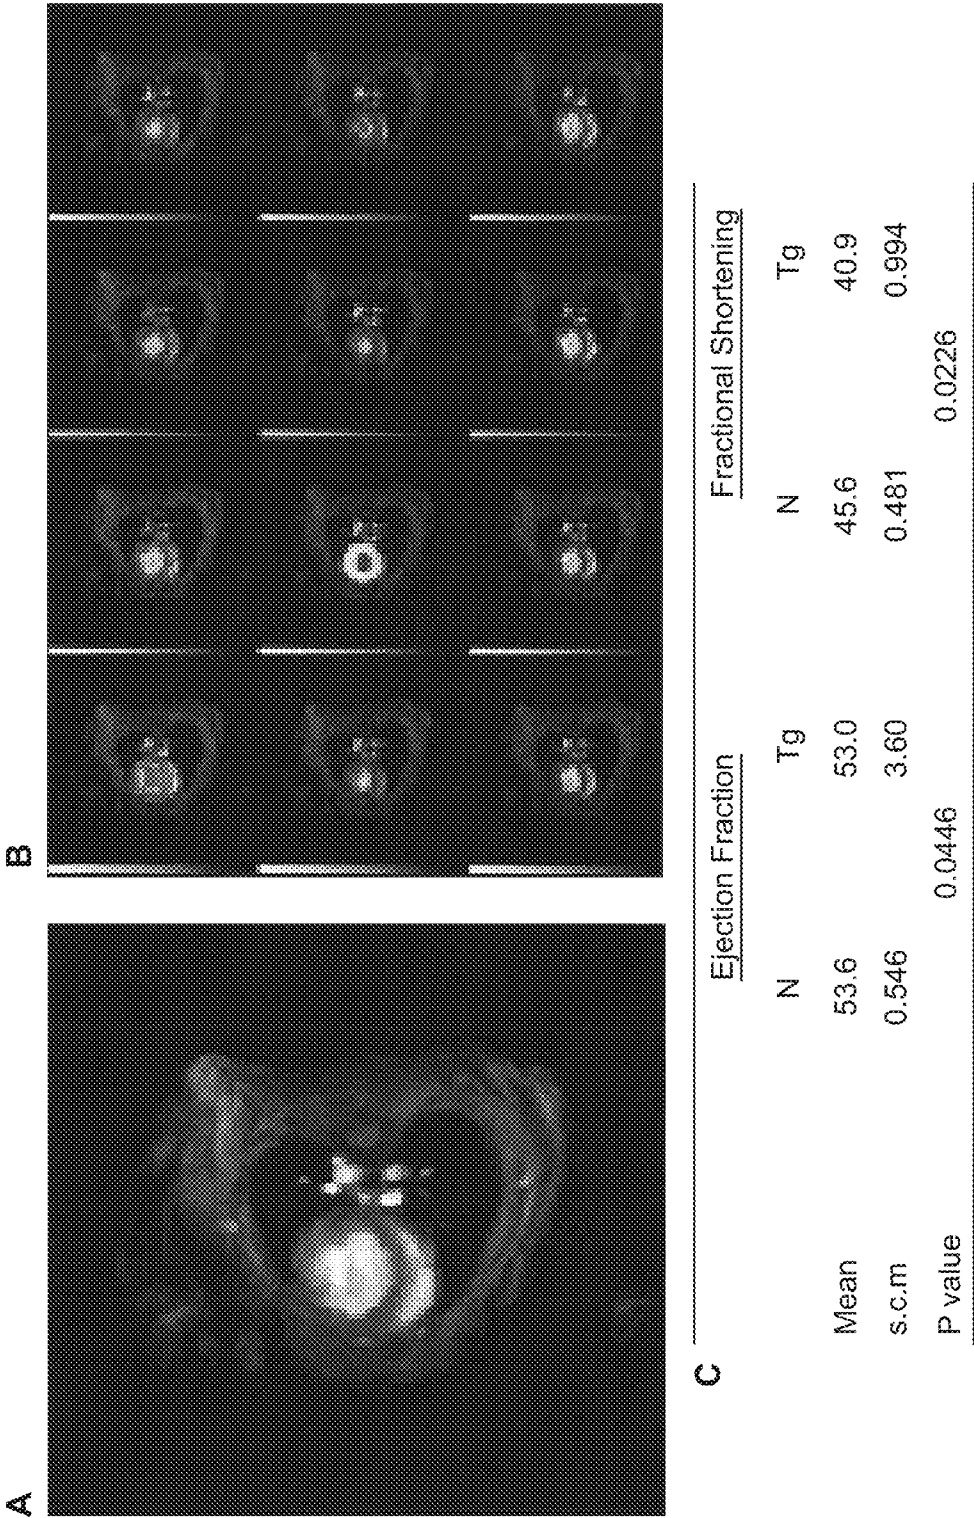 A
B
C
Ejection Fraction Fractional Shortening
N Tg N Tg
Mean 53.6 53.0 45.6 40.9
s.c.m 0.546 3.60 0.481 0.994
P value 0.0446 0.0226